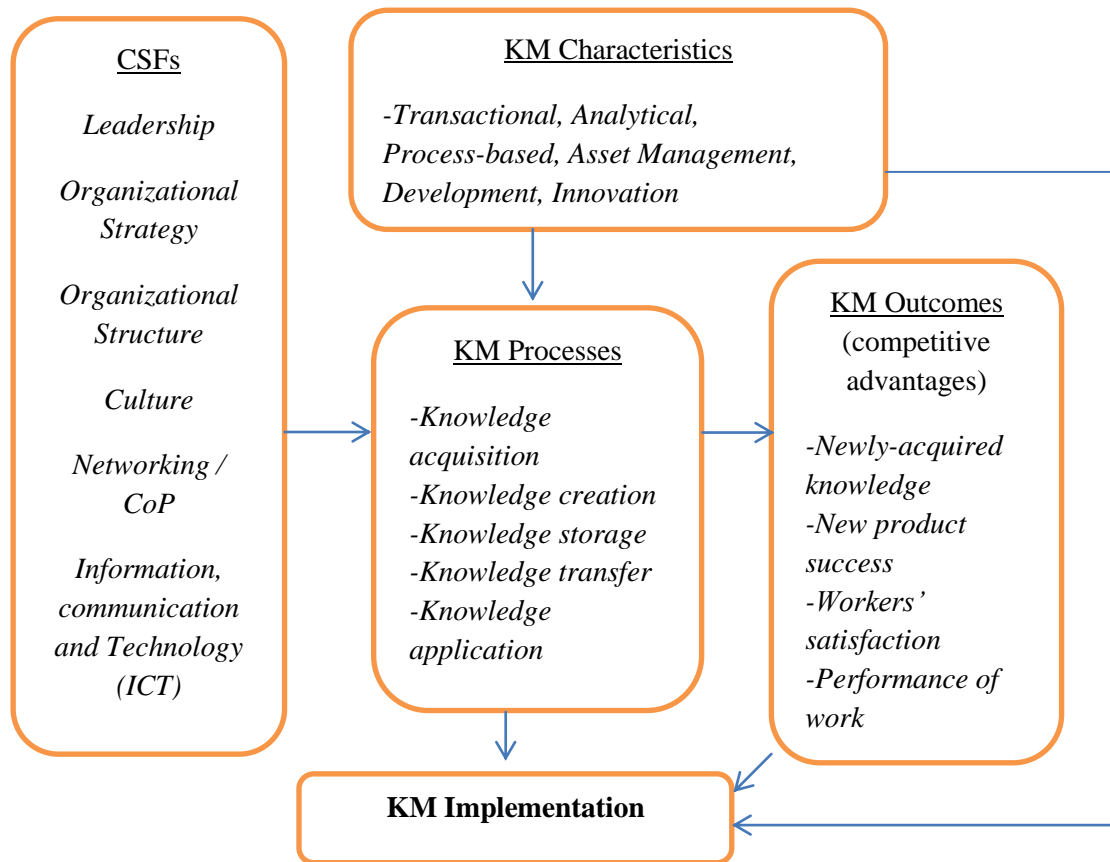 CSFs
Leadership
Organizational
Strategy
Organizational
Structure
Culture
Networking /
CoP
Information,
communication
and Technology
(ICT)
KM Characteristics
-Transactional, Analytical,
Process-based, Asset Management,
Development, Innovation
KM Processes
-Knowledge
acquisition
-Knowledge creation
-Knowledge storage
-Knowledge transfer
-Knowledge
application
KM Outcomes
(competitive
advantages)
-Newly-acquired
knowledge
-New product
success
-Workers’
satisfaction
-Performance of
work
KM Implementation